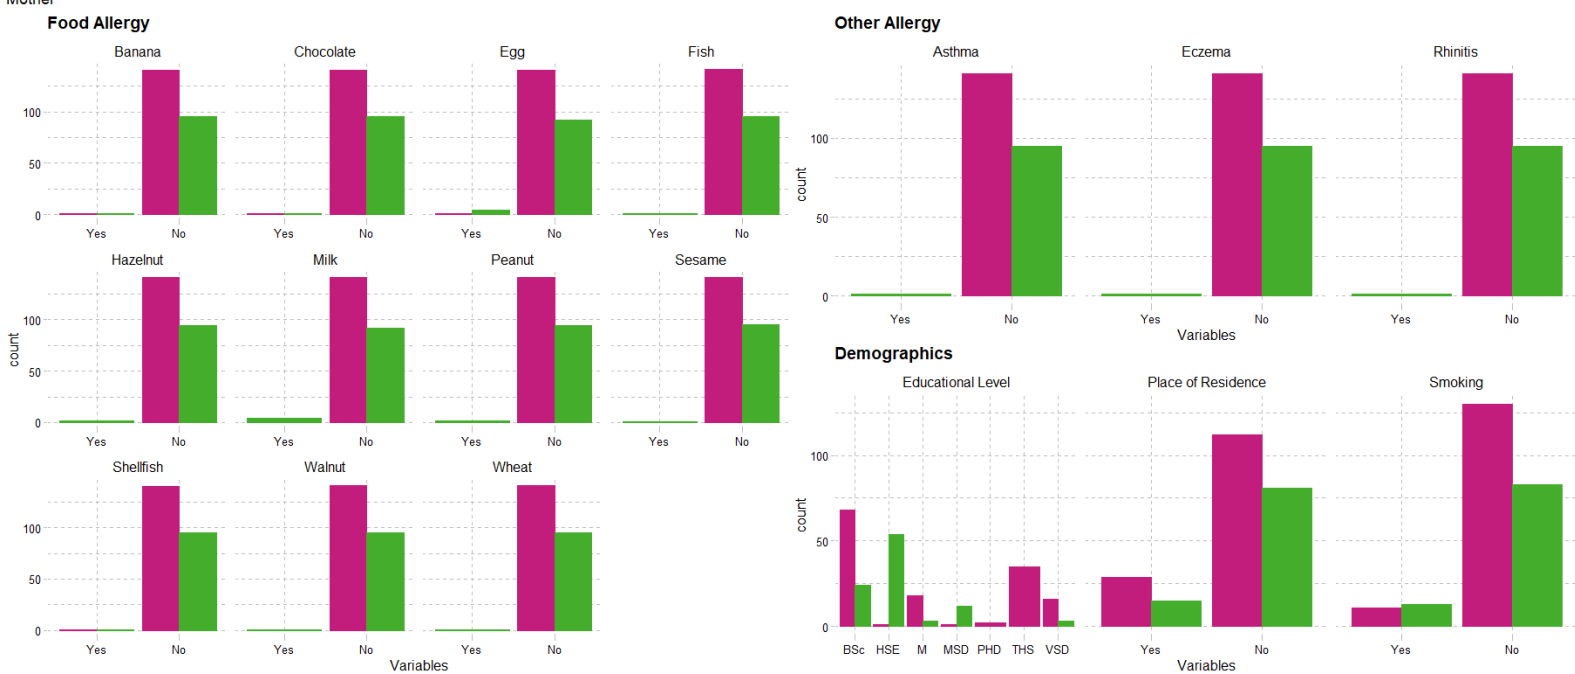 Mother
Food Allergy
Banana Chocolate Egg Fish
100
50
0
Yes No Yes No Yes No Yes No
Hazelnut Milk Peanut Sesame
100
50
0
Yes No Yes No Yes No Yes No
Shellfish Walnut Wheat
100
50
0
Yes No Yes No Yes No
count
Variables
Other Allergy
Asthma Eczema Rhinitis
100
50
0
count
Yes No Yes No Yes No
Variables
Demographics
Educational Level Place of Residence Smoking
100
50
0
count
BSc HSE M MSD PHD THS VSD Yes No Yes No
Variables